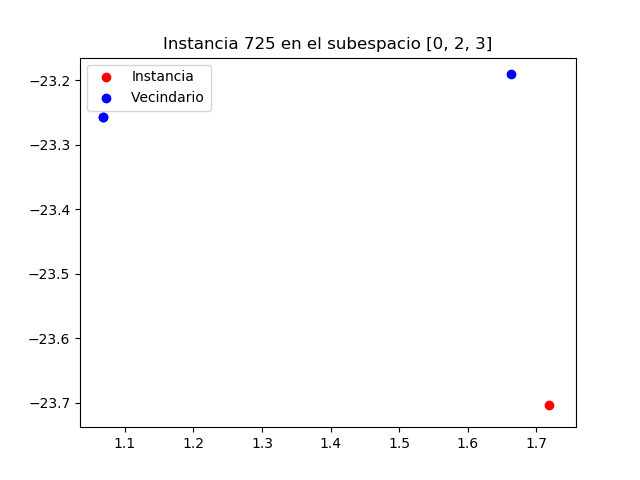 Instancia 725 en el subespacio [0, 2, 3]
Instancia
Vecindario
−23.2
−23.3
−23.4
−23.5
−23.6
−23.7
1.1 1.2 1.3 1.4 1.5 1.6 1.7